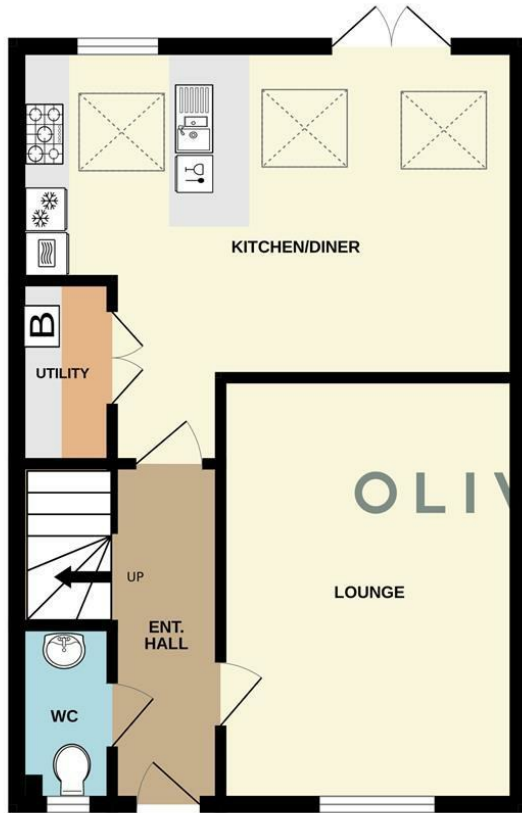 KITCHEN/DINER
B
UTILITY
OLIV
LOUNGE
UP
ENT.
HALL
WC